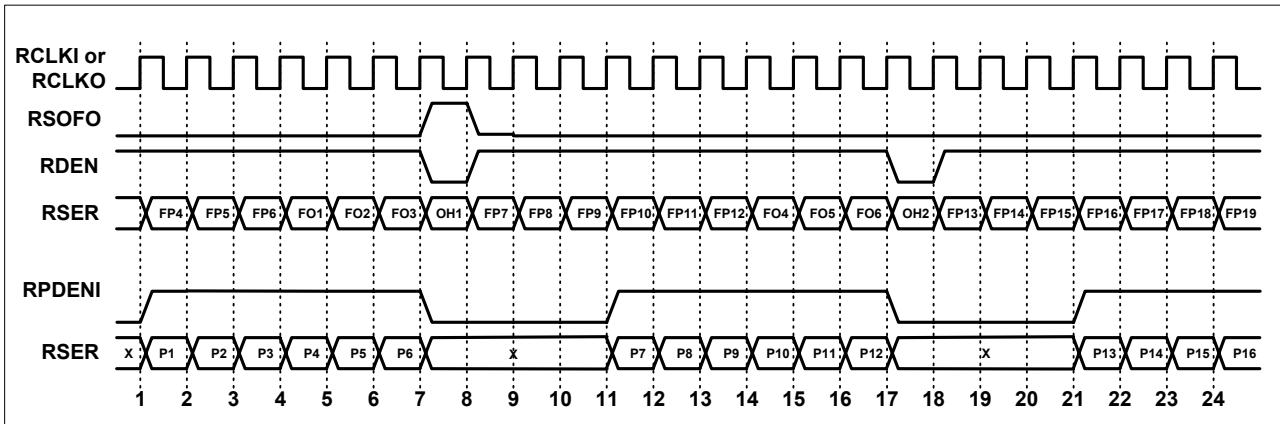 RCLKI or
RCLKO
RSOFO
RDEN
RSER FP4 FP5 FP6 FO1 FO2 FO3 OH1 FP7 FP8 FP9 FP10 FP11 FP12 FO4 FO5 FO6 OH2 FP13 FP14 FP15 FP16 FP17 FP18 FP19
RPDENI
RSER X P1 P2 P3 P4 P5 P6 X P7 P8 P9 P10 P11 P12 X P13 P14 P15 P16
1 2 3 4 5 6 7 8 9 10 11 12 13 14 15 16 17 18 19 20 21 22 23 24